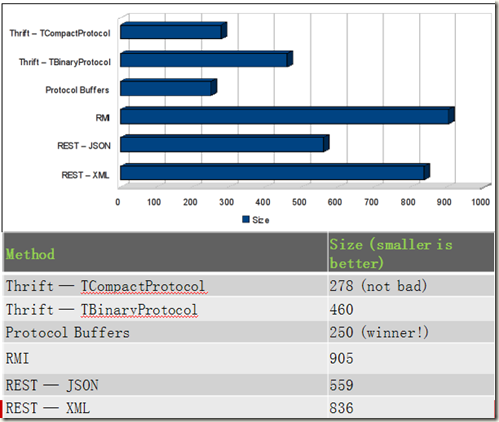 Thrift – TCompactProtocol
Thrift – TBinaryProtocol
Protocol Buffers
RMI
REST – JSON
REST – XML
0 100 200 300 400 500 600 700 800 900 1000
Size
Method Size (smaller is
better)
Thrift — TCompactProtocol 278 (not bad)
Thrift — TBinaryProtocol 460
Protocol Buffers 250 (winner!)
RMI 905
REST — JSON 559
REST — XML 836